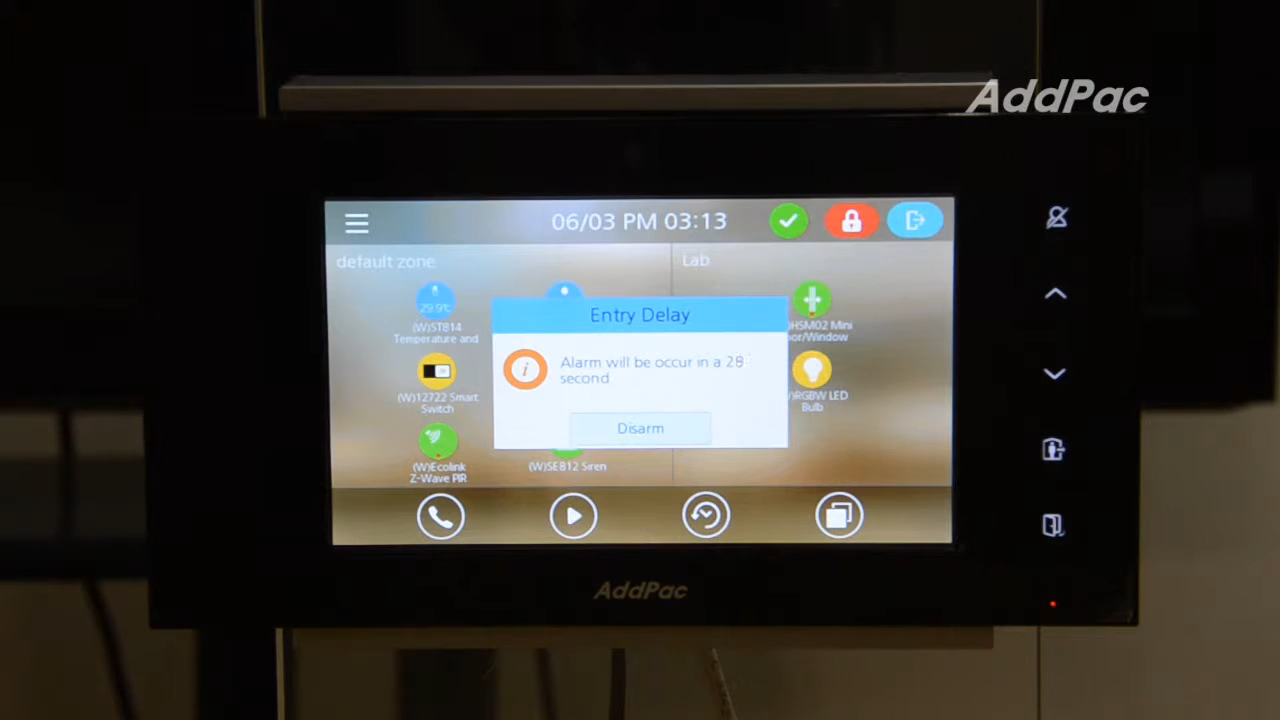 AddPac
06/03 PM 03:13
default zone
Lab
29.9℃
(W)ST814
Temperature and
HSM02 Mini
oor/Window
Entry Delay
Alarm will be occur in a 28
second
Disarm
(W)12722 Smart
Switch
RGBW LED
Bulb
(W)Ecolink
Z-Wave PIR
(W)SE812 Siren
AddPac